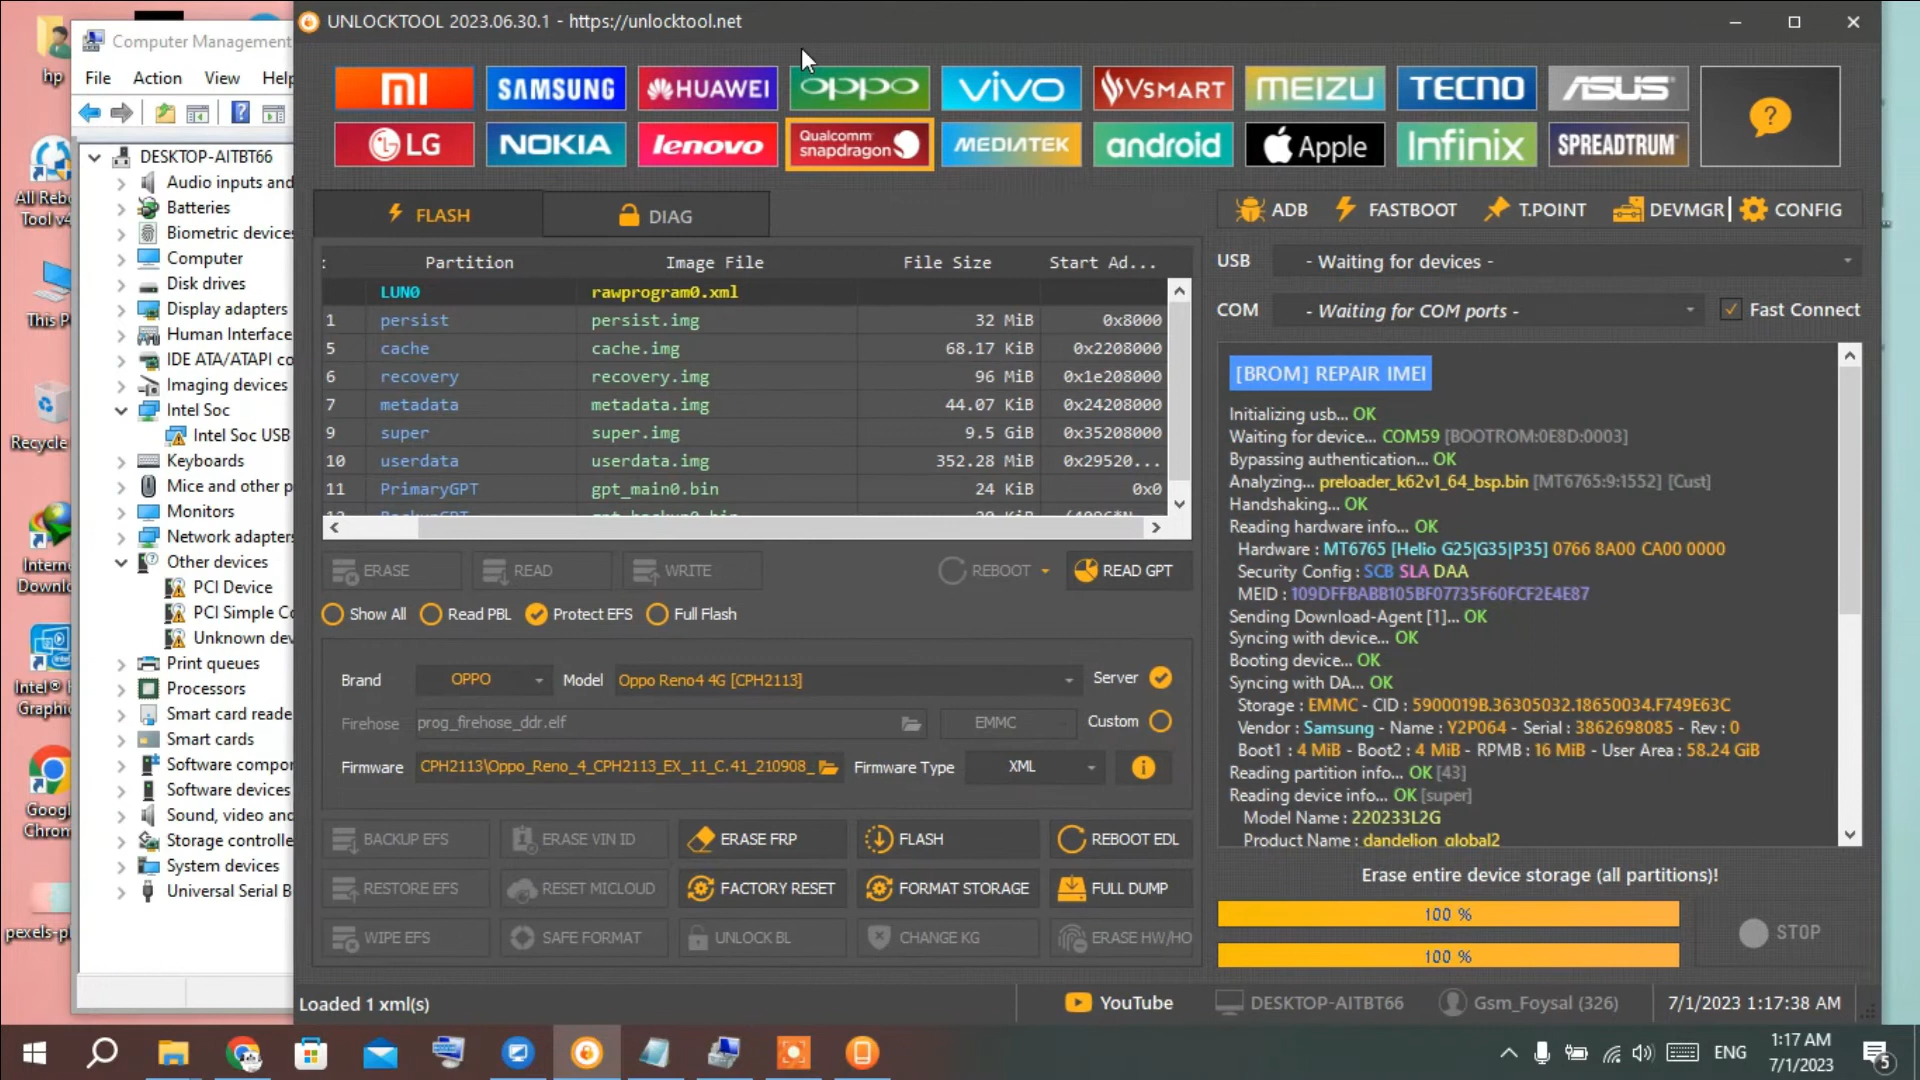 UNLOCKTOOL 2023.06.30.1 - https://unlocktool.net
hp
All Reb
Tool v4
This P
Recycle
Intern
Downlo
Intel®
Graphi
Goog
Chrom
pexels-p
Computer Management
File Action View Help
DESKTOP-AITBT66
Audio inputs and
Batteries
Biometric devices
Computer
Disk drives
Display adapters
Human Interface
IDE ATA/ATAPI co
Imaging devices
Intel Soc
Intel Soc USB
Keyboards
Mice and other p
Monitors
Network adapters
Other devices
PCI Device
PCI Simple Co
Unknown dev
Print queues
Processors
Smart card reade
Smart cards
Software compor
Software devices
Sound, video and
Storage controlle
System devices
Universal Serial B
MI SAMSUNG HUAWEI oppo vivo VSMART MEIZU TECNO ASUS ?
LG NOKIA lenovo Qualcomm snapdragon MEDIATEK android Apple Infinix SPREADTRUM
FLASH DIAG
ADB FASTBOOT T.POINT DEVMGR CONFIG
: Partition Image File File Size Start Ad...
LUN0 rawprogram0.xml
1 persist persist.img 32 MiB 0x8000
5 cache cache.img 68.17 KiB 0x2208000
6 recovery recovery.img 96 MiB 0x1e208000
7 metadata metadata.img 44.07 KiB 0x24208000
9 super super.img 9.5 GiB 0x35208000
10 userdata userdata.img 352.28 MiB 0x29520...
11 PrimaryGPT gpt_main0.bin 24 KiB 0x0
ERASE READ WRITE REBOOT READ GPT
Show All Read PBL Protect EFS Full Flash
Brand OPPO Model Oppo Reno4 4G [CPH2113] Server
Firehose prog_firehose_ddr.elf EMMC Custom
Firmware CPH2113\Oppo_Reno_4_CPH2113_EX_11_C.41_210908_ Firmware Type XML
BACKUP EFS ERASE VIN ID ERASE FRP FLASH REBOOT EDL
RESTORE EFS RESET MICLOUD FACTORY RESET FORMAT STORAGE FULL DUMP
WIPE EFS SAFE FORMAT UNLOCK BL CHANGE KG ERASE HW/HO
USB - Waiting for devices -
COM - Waiting for COM ports - Fast Connect
[BROM] REPAIR IMEI
Initializing usb... OK
Waiting for device... COM59 [BOOTROM:0E8D:0003]
Bypassing authentication... OK
Analyzing... preloader_k62v1_64_bsp.bin [MT6765:9:1552] [Cust]
Handshaking... OK
Reading hardware info... OK
Hardware : MT6765 [Helio G25|G35|P35] 0766 8A00 CA00 0000
Security Config : SCB SLA DAA
MEID : 109DFFBABB105BF07735F60FCF2E4E87
Sending Download-Agent [1]... OK
Syncing with device... OK
Booting device... OK
Syncing with DA... OK
Storage : EMMC - CID : 5900019B.36305032.18650034.F749E63C
Vendor : Samsung - Name : Y2P064 - Serial : 3862698085 - Rev : 0
Boot1 : 4 MiB - Boot2 : 4 MiB - RPMB : 16 MiB - User Area : 58.24 GiB
Reading partition info... OK [43]
Reading device info... OK [super]
Model Name : 220233L2G
Product Name : dandelion_global2
Erase entire device storage (all partitions)!
100 %
100 %
STOP
Loaded 1 xml(s)
YouTube DESKTOP-AITBT66 Gsm_Foysal (326) 7/1/2023 1:17:38 AM
ENG
1:17 AM
7/1/2023
5